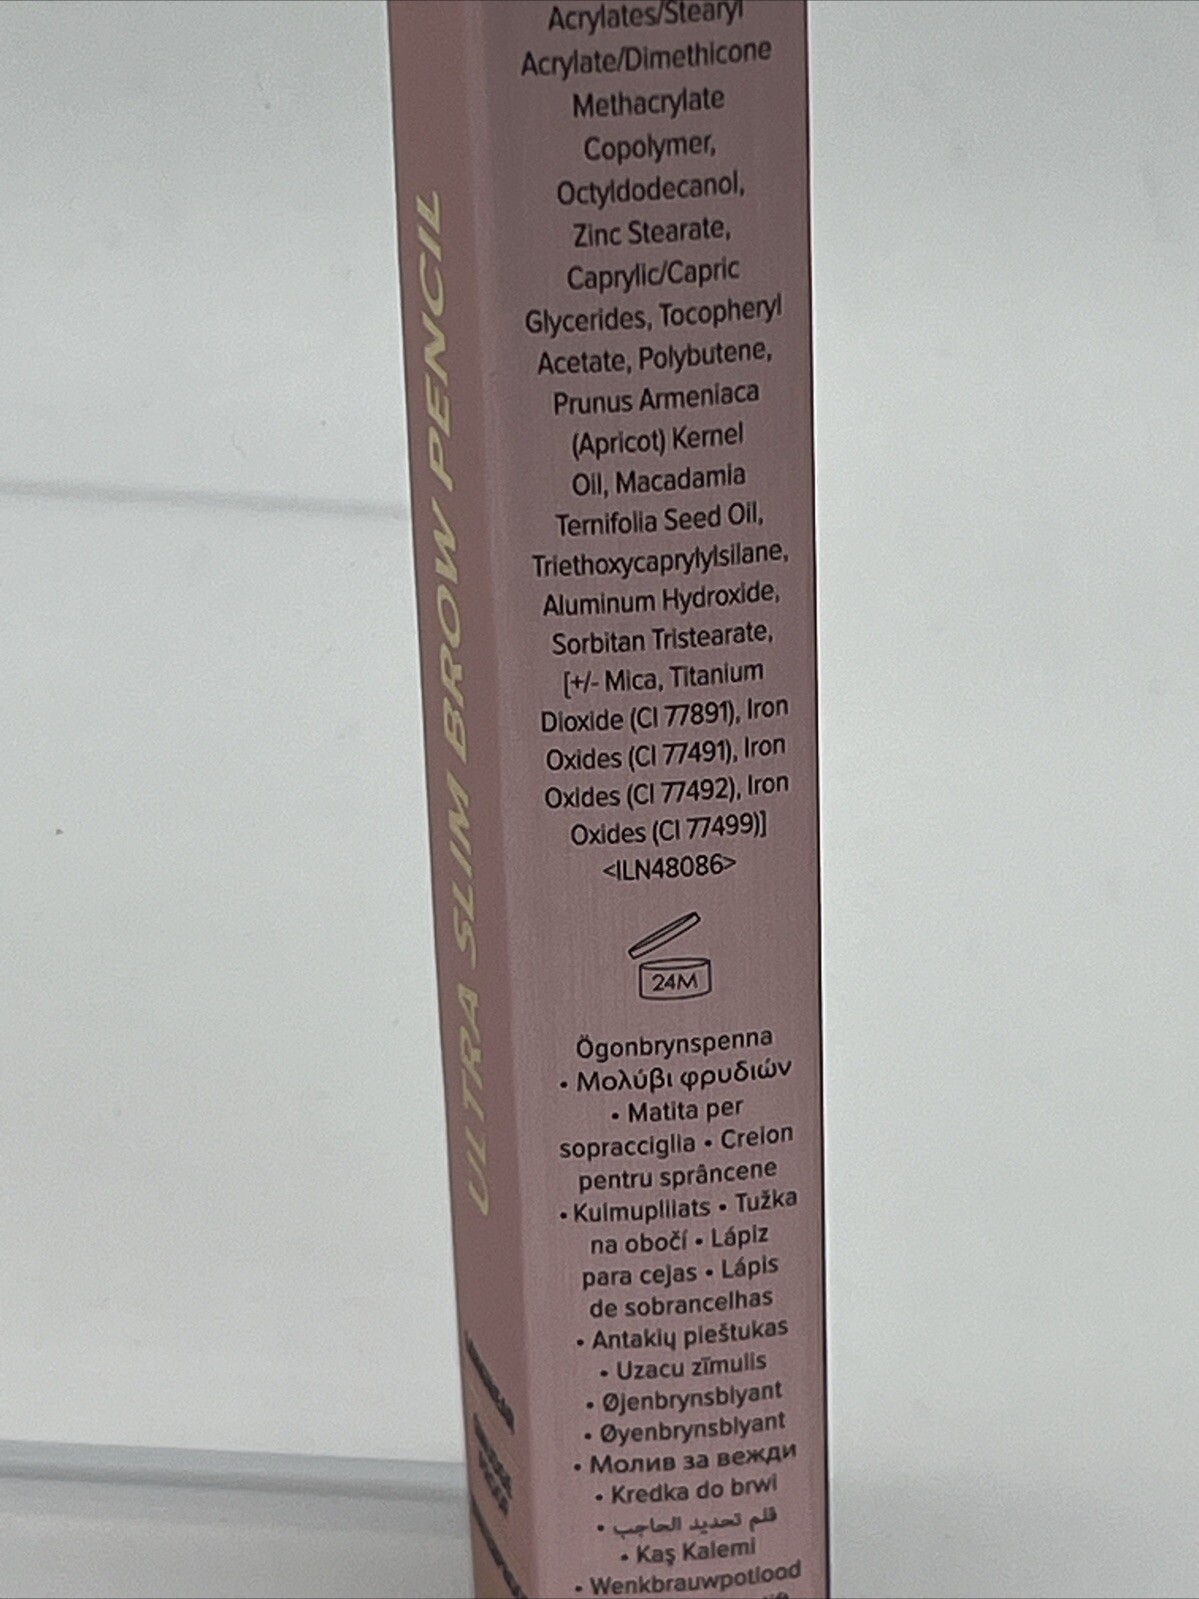 Acrylates/Stearyl
Acrylate/Dimethicone
Methacrylate
Copolymer,
Octyldodecanol,
Zinc Stearate,
Caprylic/Capric
Glycerides, Tocopheryl
Acetate, Polybutene,
Prunus Armeniaca
(Apricot) Kernel
Oil, Macadamia
Ternifolia Seed Oil,
Triethoxycaprylylsilane,
Aluminum Hydroxide,
Sorbitan Tristearate,
[+/- Mica, Titanium
Dioxide (CI 77891), Iron
Oxides (CI 77491), Iron
Oxides (CI 77492), Iron
Oxides (CI 77499)]
<ILN48086>
24M
Ögonbrynspenna
• Μολύβι φρυδιών
• Matita per
sopracciglia • Creion
pentru sprâncene
• Kulmupliiats • Tužka
na obočí • Lápiz
para cejas • Lápis
de sobrancelhas
• Antakių pieštukas
• Uzacu zīmulis
• Øjenbrynsblyant
• Øyenbrynsblyant
• Молив за вежди
• Kredka do brwi
• قلم تحديد الحاجب
• Kaş Kalemi
• Wenkbrauwpotlood
ULTRA SLIM BROW PENCIL